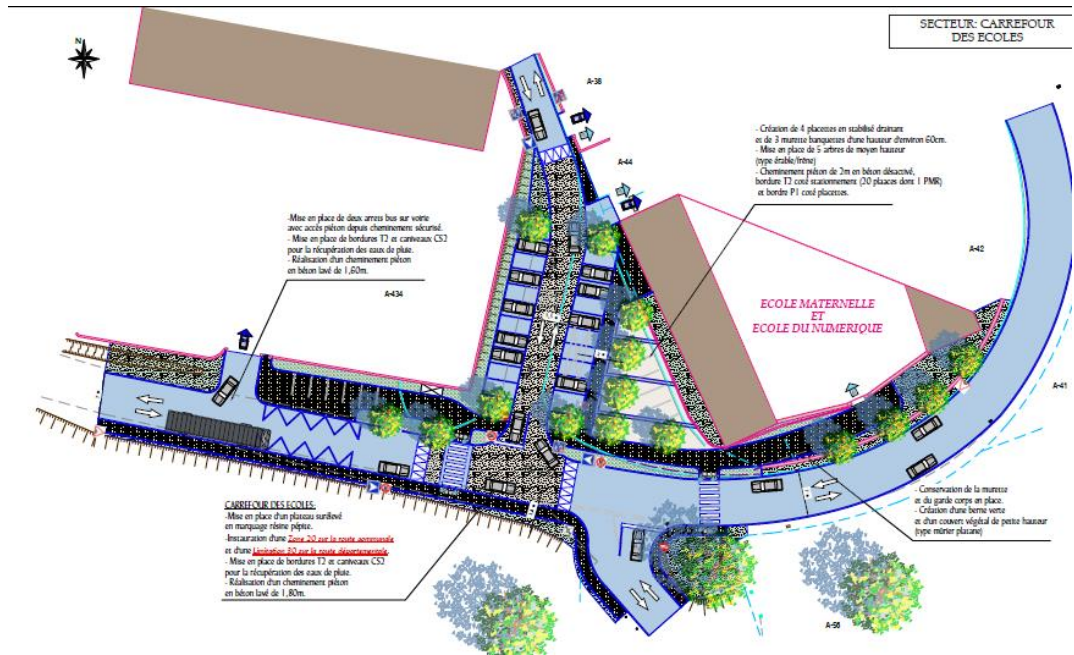 SECTEUR: CARREFOUR
DES ECOLES
N
A-38
A-44
- Création de 4 placettes en stabilisé drainant
et de 3 murette banquettes d'une hauteur d'environ 60cm.
- Mise en place de 5 arbres de moyen hauteur
(type érable/frêne)
- Cheminement piéton de 2m en béton désactivé,
bordure T2 coté stationnement (20 plaaces dont 1 PMR)
et bordre P1 coté placettes.
-Mise en place de deux arrets bus sur voirie
avec accès piéton depuis cheminement sécurisé.
- Mise en place de bordures T2 et caniveaux CS2
pour la récupération des eaux de pluie.
- Réalisation d'un cheminement piéton
en béton lavé de 1,60m.
A-434
A-42
ECOLE MATERNELLE
ET
ECOLE DU NUMERIQUE
A-41
- Conservation de la murette
et du garde corps en place.
- Création d'une berne verte
et d'un couvert végétal de petite hauteur
(type mûrier platane)
CARREFOUR DES ECOLES:
-Mise en place d'un plateau surélevé
en marquage résine pépite.
-Instauration d'une Zone 20 sur la route communale
et d'une Limitation 30 sur la route départementale.
- Mise en place de bordures T2 et caniveaux CS2
pour la récupération des eaux de pluie.
- Réalisation d'un cheminement piéton
en béton lavé de 1,80m.
A-56